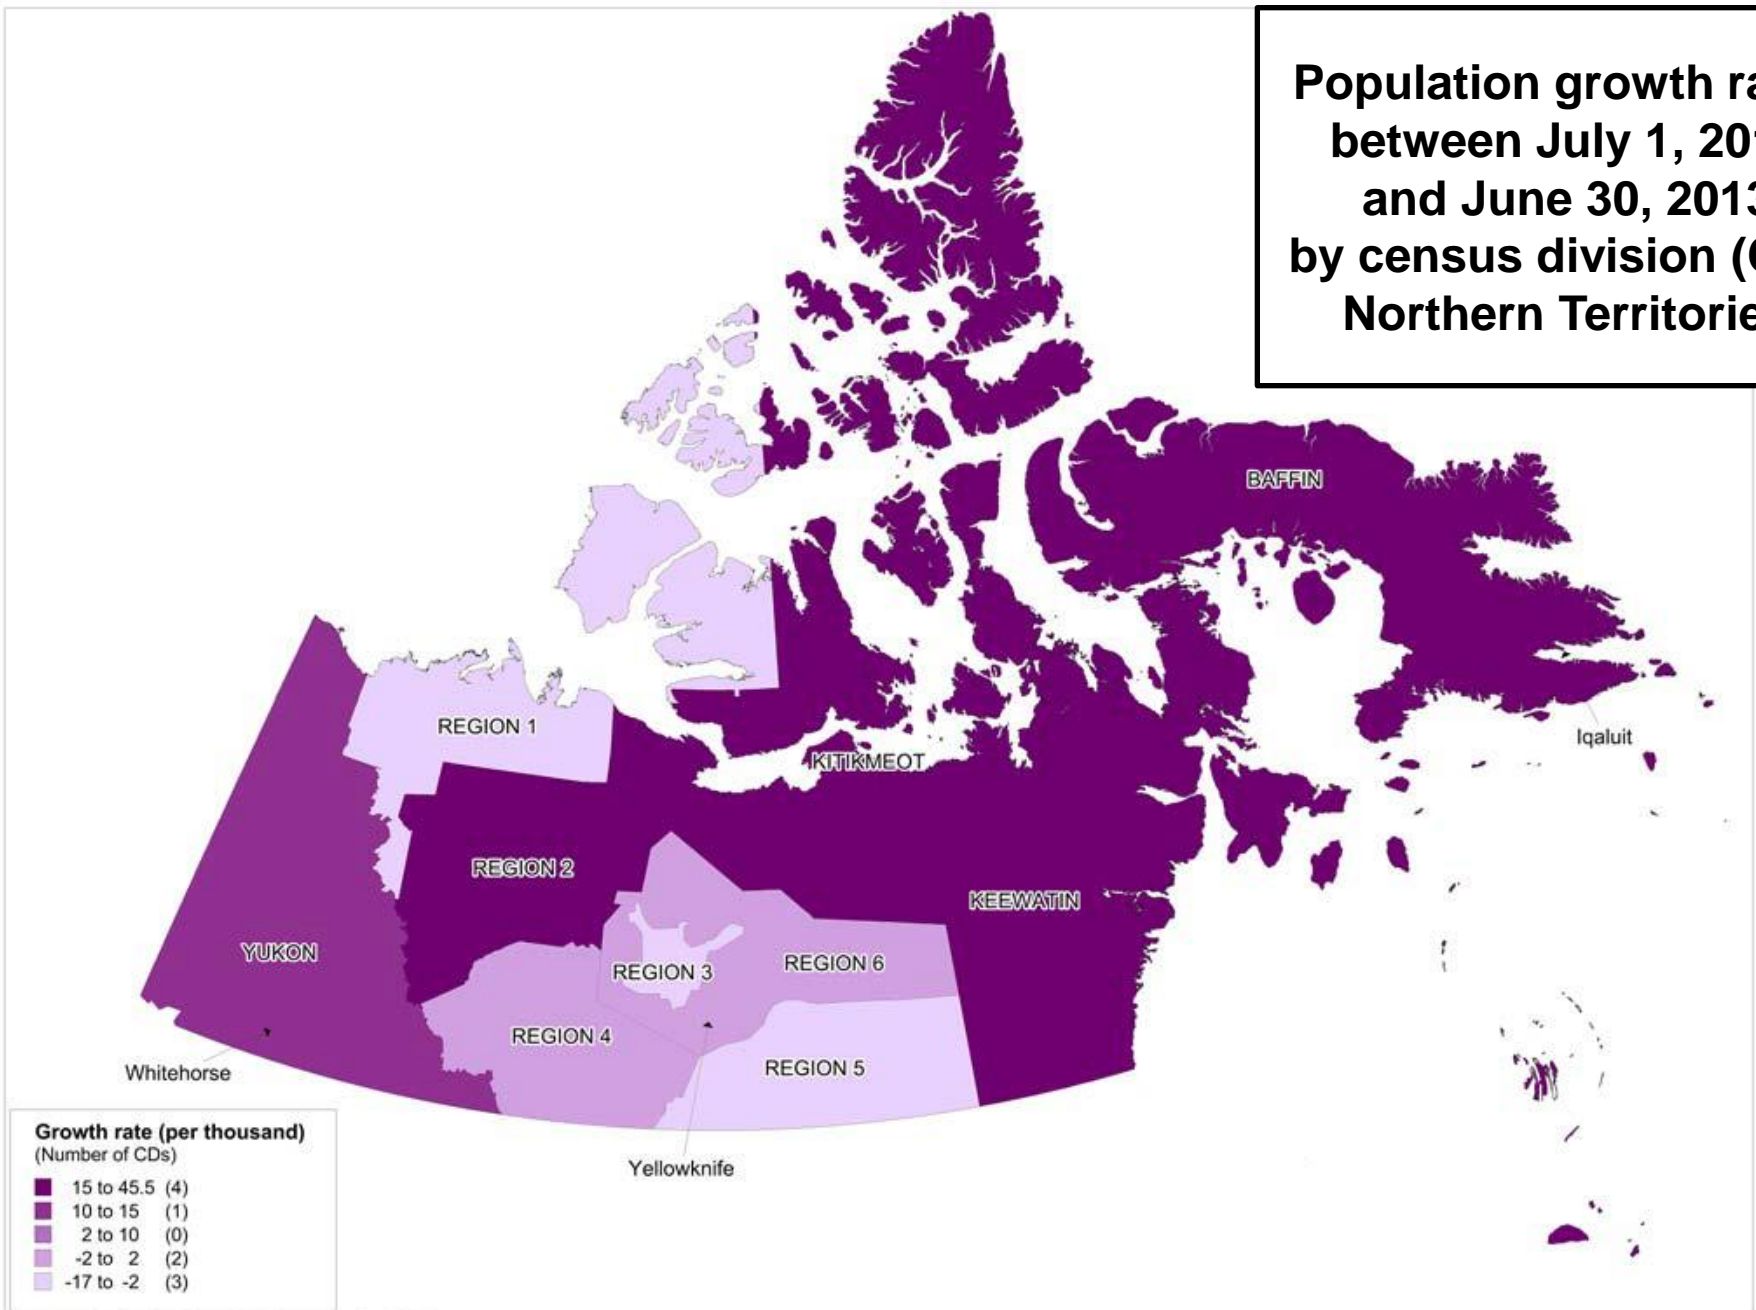 Population growth ra
between July 1, 20
and June 30, 2013
by census division (
Northern Territorie
BAFFIN
Iqaluit
REGION 1
KITIKMEOT
REGION 2
KEEWATIN
YUKON
REGION 3
REGION 6
REGION 4
REGION 5
Whitehorse
Yellowknife
Growth rate (per thousand)
(Number of CDs)
15 to 45.5 (4)
10 to 15 (1)
2 to 10 (0)
-2 to 2 (2)
-17 to -2 (3)